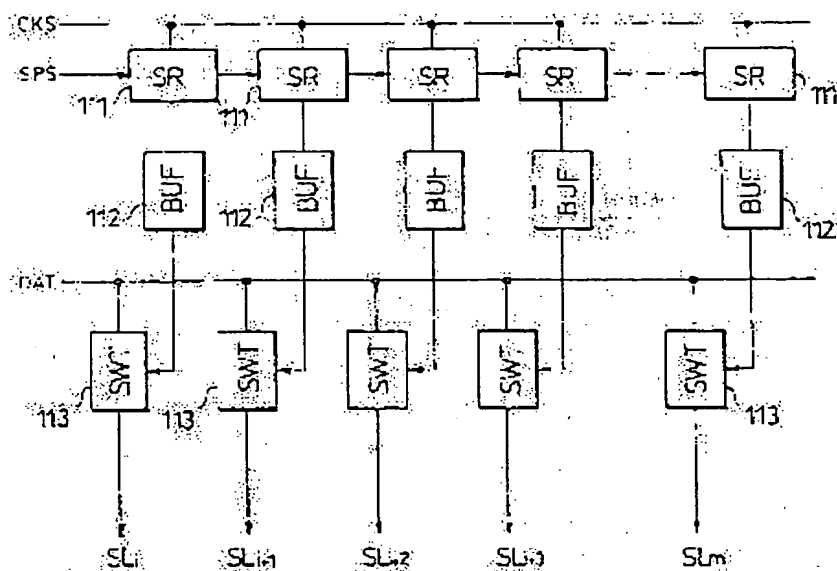 CKS
SPS
SR
SR
SR
SR
SR
111
111
111
BUF
BUF
BUF
BUF
BUF
112
112
112
DAT
SWT
SWT
SWT
SWT
SWT
113
113
113
SLi
SLi+1
SLi+2
SLi+3
SLm